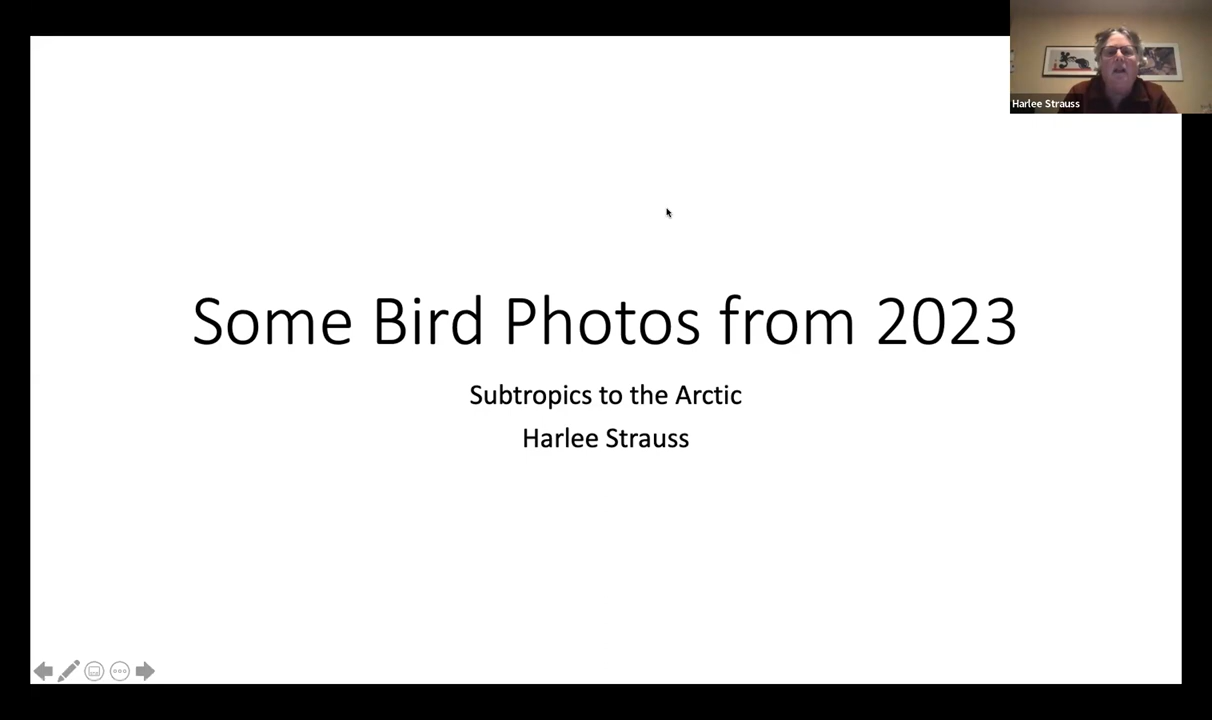 Harlee Strauss
Some Bird Photos from 2023
Subtropics to the Arctic
Harlee Strauss